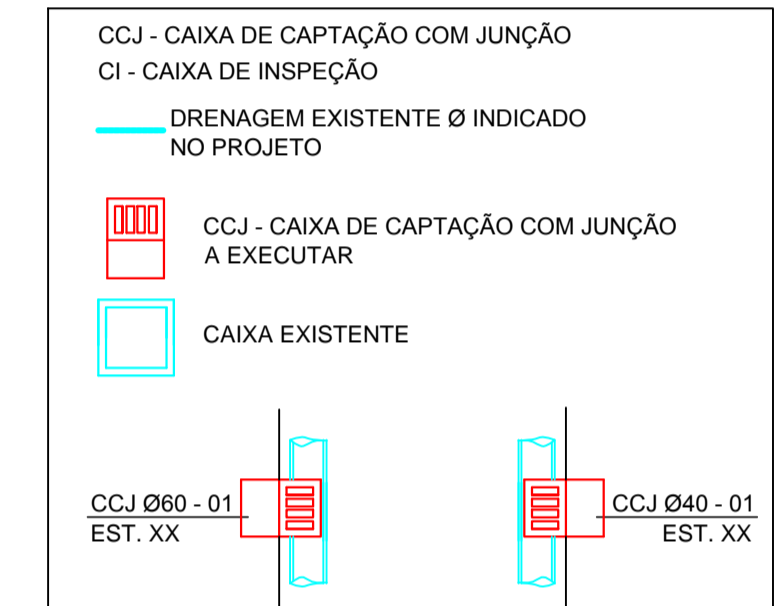 CCJ - CAIXA DE CAPTAÇÃO COM JUNÇÃO
CI - CAIXA DE INSPEÇÃO
DRENAGEM EXISTENTE Ø INDICADO
NO PROJETO
CCJ - CAIXA DE CAPTAÇÃO COM JUNÇÃO
A EXECUTAR
CAIXA EXISTENTE
CCJ Ø60 - 01
EST. XX
CCJ Ø40 - 01
EST. XX